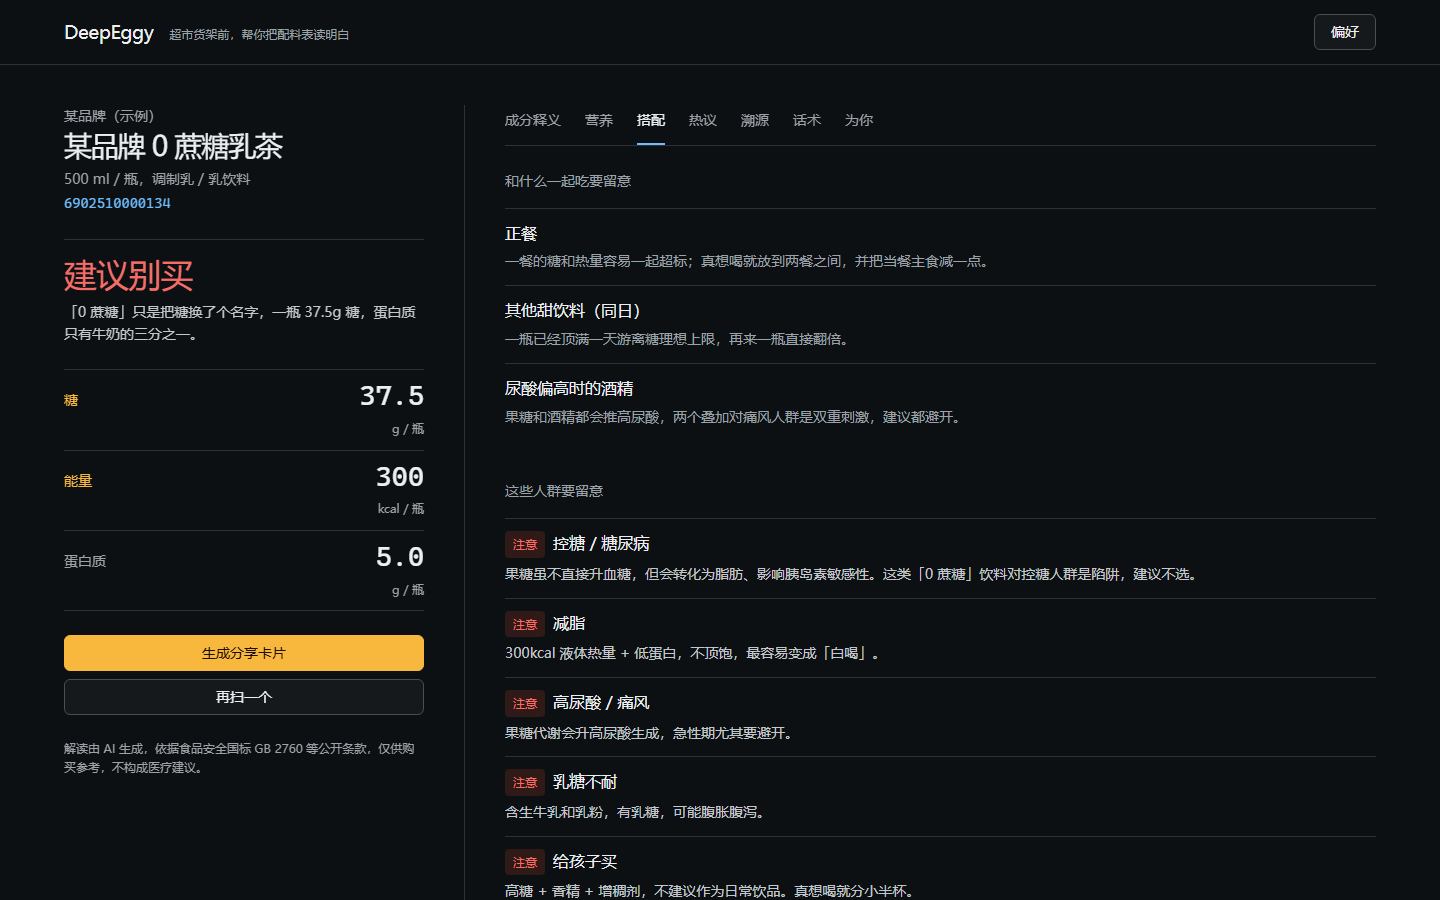 DeepEggy 超市货架前，帮你把配料表读明白
偏好
某品牌（示例）
某品牌 0 蔗糖乳茶
500 ml / 瓶，调制乳 / 乳饮料
6902510000134
建议别买
「0 蔗糖」只是把糖换了个名字，一瓶 37.5g 糖，蛋白质
只有牛奶的三分之一。
糖 37.5
g / 瓶
能量 300
kcal / 瓶
蛋白质 5.0
g / 瓶
生成分享卡片
再扫一个
解读由 AI 生成，依据食品安全国标 GB 2760 等公开条款，仅供购
买参考，不构成医疗建议。
成分释义 营养 搭配 热议 溯源 话术 为你
和什么一起吃要留意
正餐
一餐的糖和热量容易一起超标；真想喝就放到两餐之间，并把当餐主食减一点。
其他甜饮料（同日）
一瓶已经顶满一天游离糖理想上限，再来一瓶直接翻倍。
尿酸偏高时的酒精
果糖和酒精都会推高尿酸，两个叠加对痛风人群是双重刺激，建议都避开。
这些人群要留意
注意 控糖 / 糖尿病
果糖虽不直接升血糖，但会转化为脂肪、影响胰岛素敏感性。这类「0 蔗糖」饮料对控糖人群是陷阱，建议不选。
注意 减脂
300kcal 液体热量 + 低蛋白，不顶饱，最容易变成「白喝」。
注意 高尿酸 / 痛风
果糖代谢会升高尿酸生成，急性期尤其要避开。
注意 乳糖不耐
含生牛乳和乳粉，有乳糖，可能腹胀腹泻。
注意 给孩子买
高糖 + 香精 + 增稠剂，不建议作为日常饮品。真想喝就分小半杯。